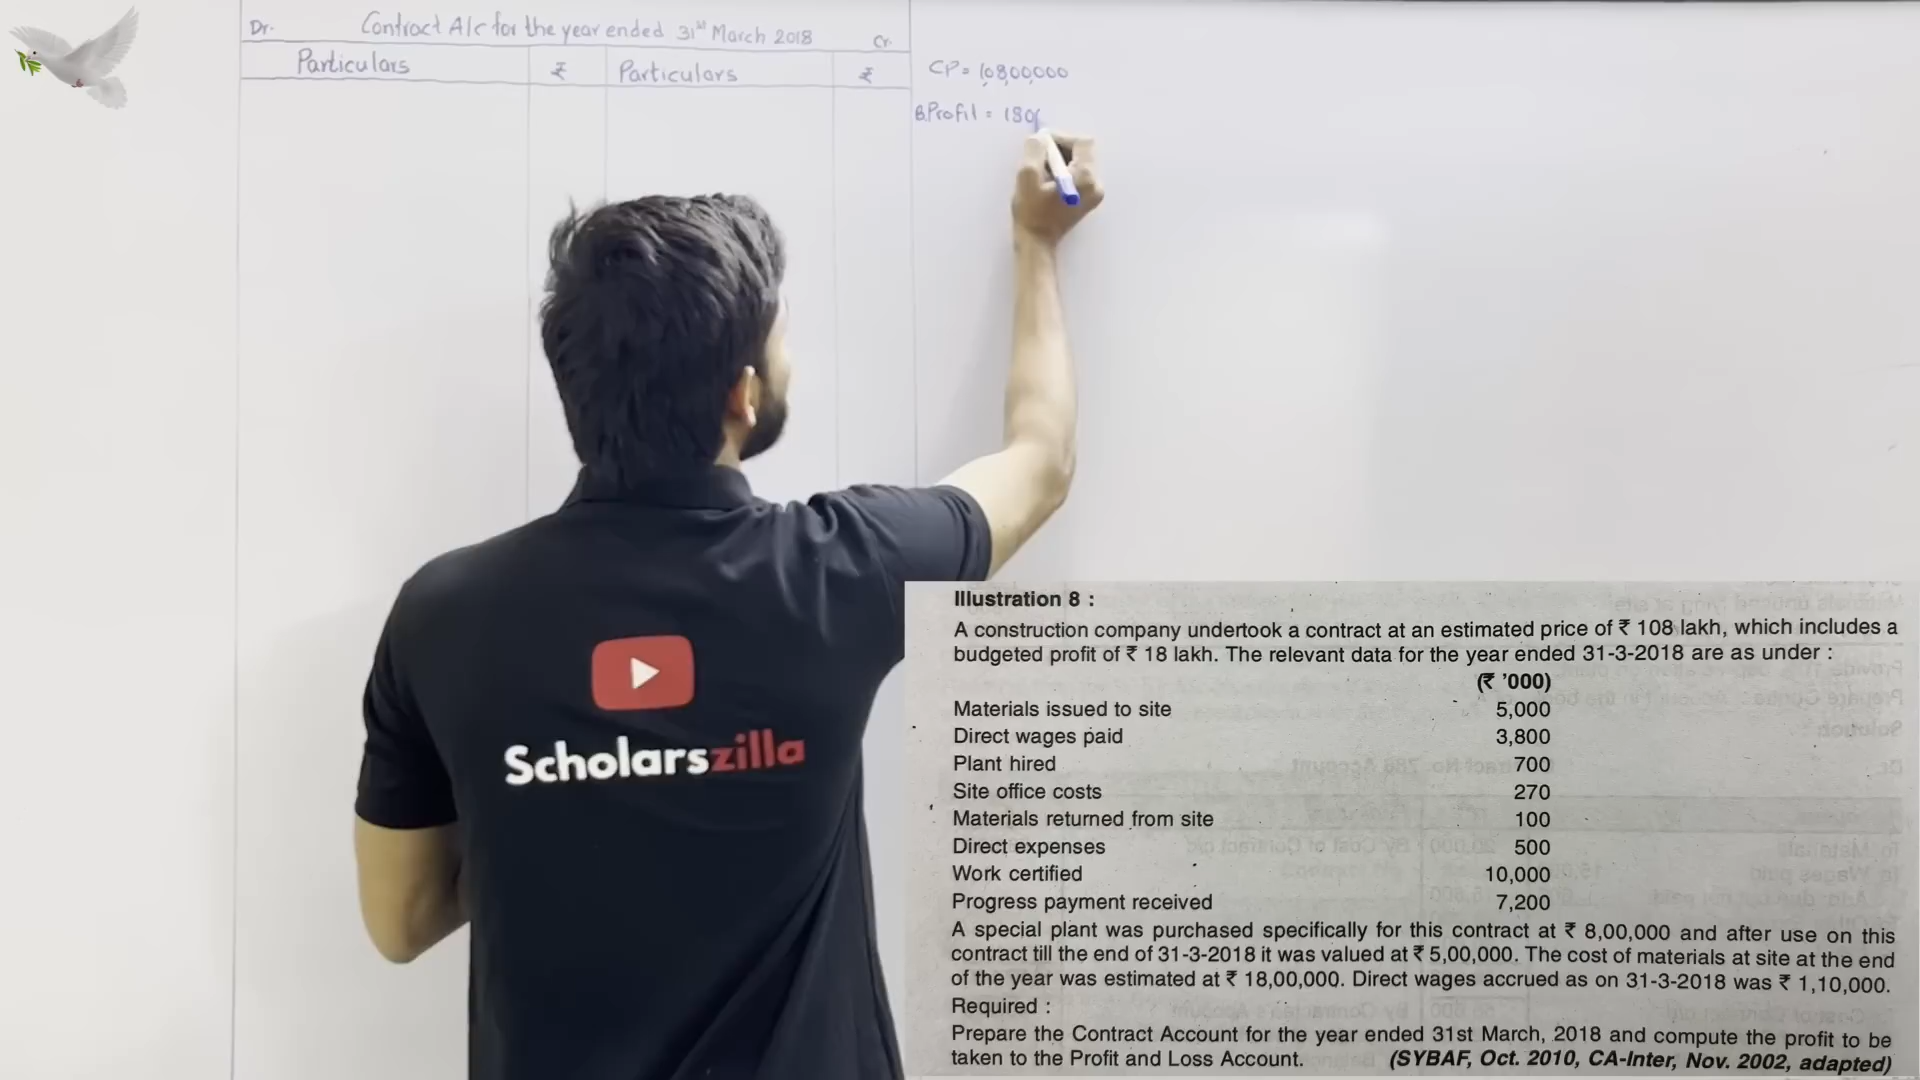 Dr. Contract A/c for the year ended 31st March 2018 Cr.
Particulars ₹ Particulars ₹
CP = 10800000
B.Profit = 180
Scholarszilla
Illustration 8 :
A construction company undertook a contract at an estimated price of ₹ 108 lakh, which includes a
budgeted profit of ₹ 18 lakh. The relevant data for the year ended 31-3-2018 are as under :
(₹ ’000)
Materials issued to site 5,000
Direct wages paid 3,800
Plant hired 700
Site office costs 270
Materials returned from site 100
Direct expenses 500
Work certified 10,000
Progress payment received 7,200
A special plant was purchased specifically for this contract at ₹ 8,00,000 and after use on this
contract till the end of 31-3-2018 it was valued at ₹ 5,00,000. The cost of materials at site at the end
of the year was estimated at ₹ 18,00,000. Direct wages accrued as on 31-3-2018 was ₹ 1,10,000.
Required :
Prepare the Contract Account for the year ended 31st March, 2018 and compute the profit to be
taken to the Profit and Loss Account. (SYBAF, Oct. 2010, CA-Inter, Nov. 2002, adapted)